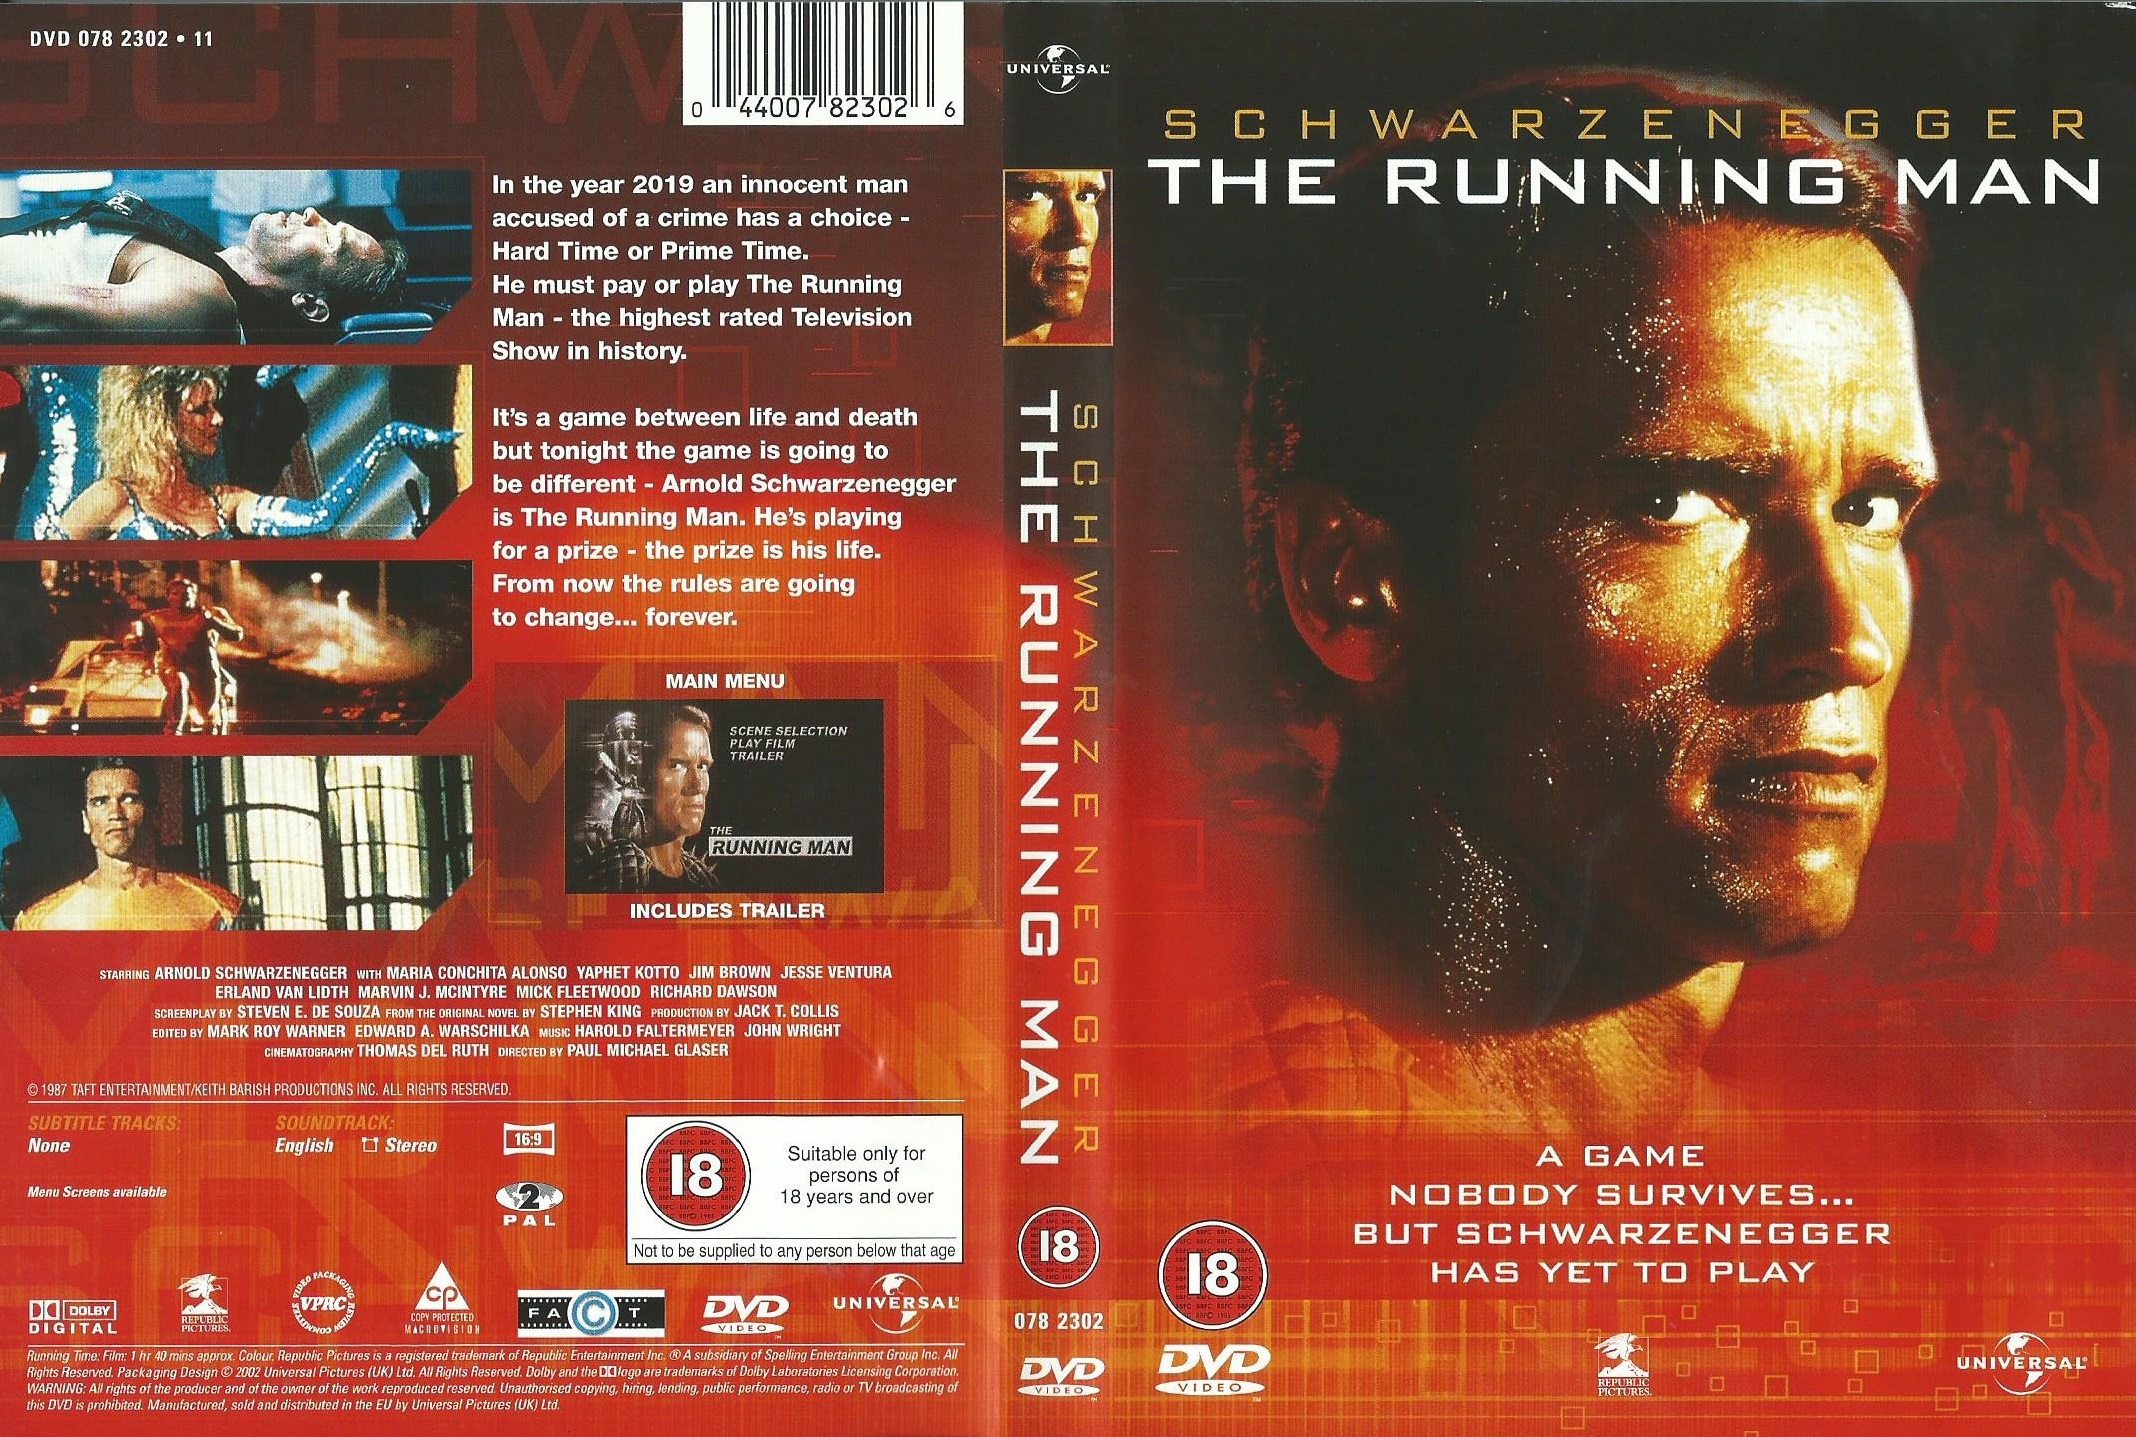 DVD 078 2302 • 11
0 44007 82302 6
In the year 2019 an innocent man
accused of a crime has a choice -
Hard Time or Prime Time.
He must pay or play The Running
Man - the highest rated Television
Show in history.
It's a game between life and death
but tonight the game is going to
be different - Arnold Schwarzenegger
is The Running Man. He's playing
for a prize - the prize is his life.
From now the rules are going
to change... forever.
MAIN MENU
SCENE SELECTION
PLAY FILM
TRAILER
THE
RUNNING MAN
INCLUDES TRAILER
STARRING ARNOLD SCHWARZENEGGER WITH MARIA CONCHITA ALONSO YAPHET KOTTO JIM BROWN JESSE VENTURA
ERLAND VAN LIDTH MARVIN J. MCINTYRE MICK FLEETWOOD RICHARD DAWSON
SCREENPLAY BY STEVEN E. DE SOUZA FROM THE ORIGINAL NOVEL BY STEPHEN KING PRODUCTION BY JACK T. COLLIS
EDITED BY MARK ROY WARNER EDWARD A. WARSCHILKA MUSIC HAROLD FALTERMEYER JOHN WRIGHT
CINEMATOGRAPHY THOMAS DEL RUTH DIRECTED BY PAUL MICHAEL GLASER
© 1987 TAFT ENTERTAINMENT/KEITH BARISH PRODUCTIONS INC. ALL RIGHTS RESERVED.
SUBTITLE TRACKS:
None
Menu Screens available
SOUNDTRACK:
English Stereo
16:9
2
PAL
18
Suitable only for
persons of
18 years and over
Not to be supplied to any person below that age
DOLBY
DIGITAL
REPUBLIC
PICTURES.
VIDEO PACKAGING REVIEW COMMITTEE
VPRC
CP
COPY PROTECTED
MACROVISION
FACT
DVD
VIDEO
UNIVERSAL
Running Time: Film: 1 hr 40 mins approx. Colour. Republic Pictures is a registered trademark of Republic Entertainment Inc. ® A subsidiary of Spelling Entertainment Group Inc. All
Rights Reserved. Packaging Design © 2002 Universal Pictures (UK) Ltd. All Rights Reserved. Dolby and the logo are trademarks of Dolby Laboratories Licensing Corporation.
WARNING: All rights of the producer and of the owner of the work reproduced reserved. Unauthorised copying, hiring, lending, public performance, radio or TV broadcasting of
this DVD is prohibited. Manufactured, sold and distributed in the EU by Universal Pictures (UK) Ltd.
UNIVERSAL
SCHWARZENEGGER
THE RUNNING MAN
18
078 2302
DVD
VIDEO
SCHWARZENEGGER
THE RUNNING MAN
A GAME
NOBODY SURVIVES...
BUT SCHWARZENEGGER
HAS YET TO PLAY
18
DVD
VIDEO
REPUBLIC
PICTURES.
UNIVERSAL